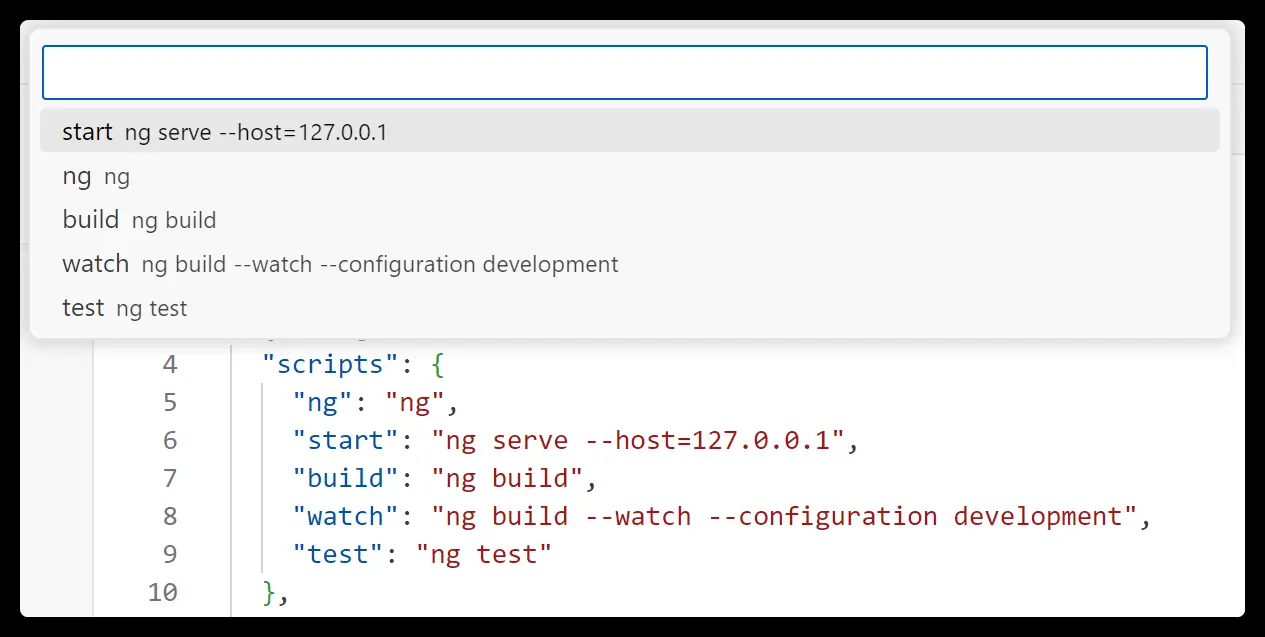 start ng serve --host=127.0.0.1
ng ng
build ng build
watch ng build --watch --configuration development
test ng test
4 "scripts": {
5 "ng": "ng",
6 "start": "ng serve --host=127.0.0.1",
7 "build": "ng build",
8 "watch": "ng build --watch --configuration development",
9 "test": "ng test"
10 },